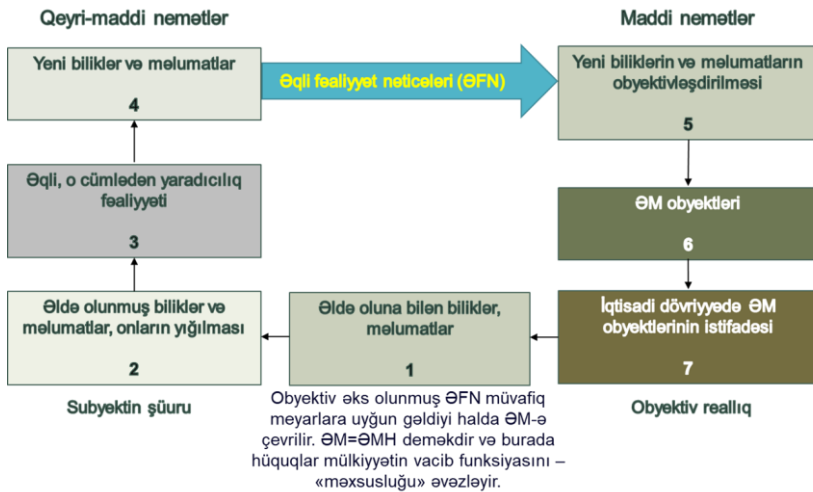 Qeyri-maddi nemətlər
Maddi nemətlər
Yeni biliklər və məlumatlar
4
Əqli fəaliyyət nəticələri (ƏFN)
Yeni biliklərin və məlumatların
obyektivləşdirilməsi
5
Əqli, o cümlədən yaradıcılıq
fəaliyyəti
3
ƏM obyektləri
6
Əldə olunmuş biliklər və
məlumatlar, onların yığılması
2
Əldə oluna bilən biliklər,
məlumatlar
1
İqtisadi dövriyyədə ƏM
obyektlərinin istifadəsi
7
Subyektin şüuru
Obyektiv əks olunmuş ƏFN müvafiq
meyarlara uyğun gəldiyi halda ƏM-ə
çevrilir. ƏM=ƏMH deməkdir və burada
hüquqlar mülkiyyətin vacib funksiyasını –
«məxsusluğu» əvəzləyir.
Obyektiv reallıq